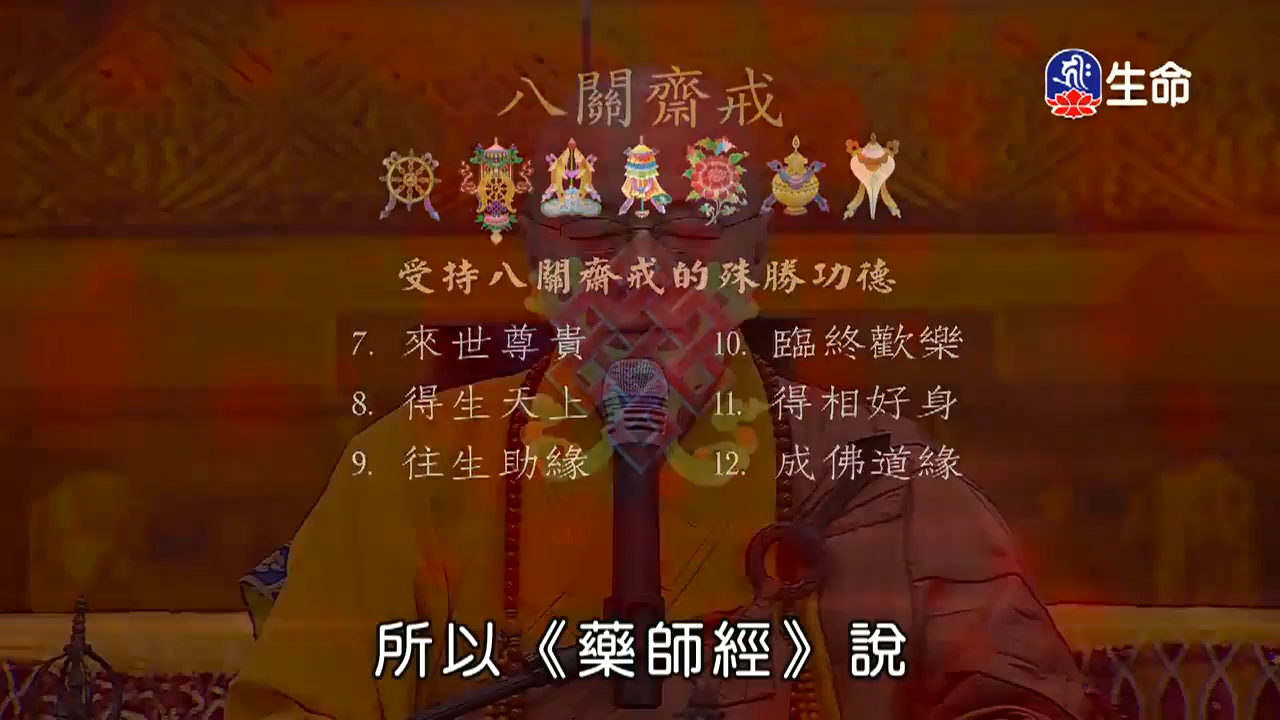 生命
八關齋戒
受持八關齋戒的殊勝功德
7. 來世尊貴
8. 得生天上
9. 往生助緣
10. 臨終歡樂
11. 得相好身
12. 成佛道緣
所以《藥師經》說